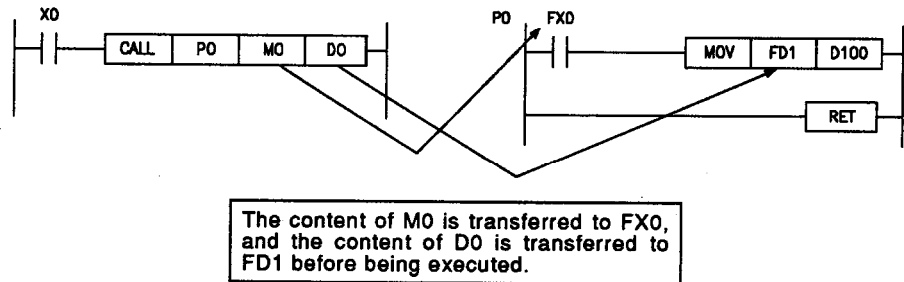 X0
CALL P0 M0 D0
P0 FX0
MOV FD1 D100
RET
The content of M0 is transferred to FX0,
and the content of D0 is transferred to
FD1 before being executed.